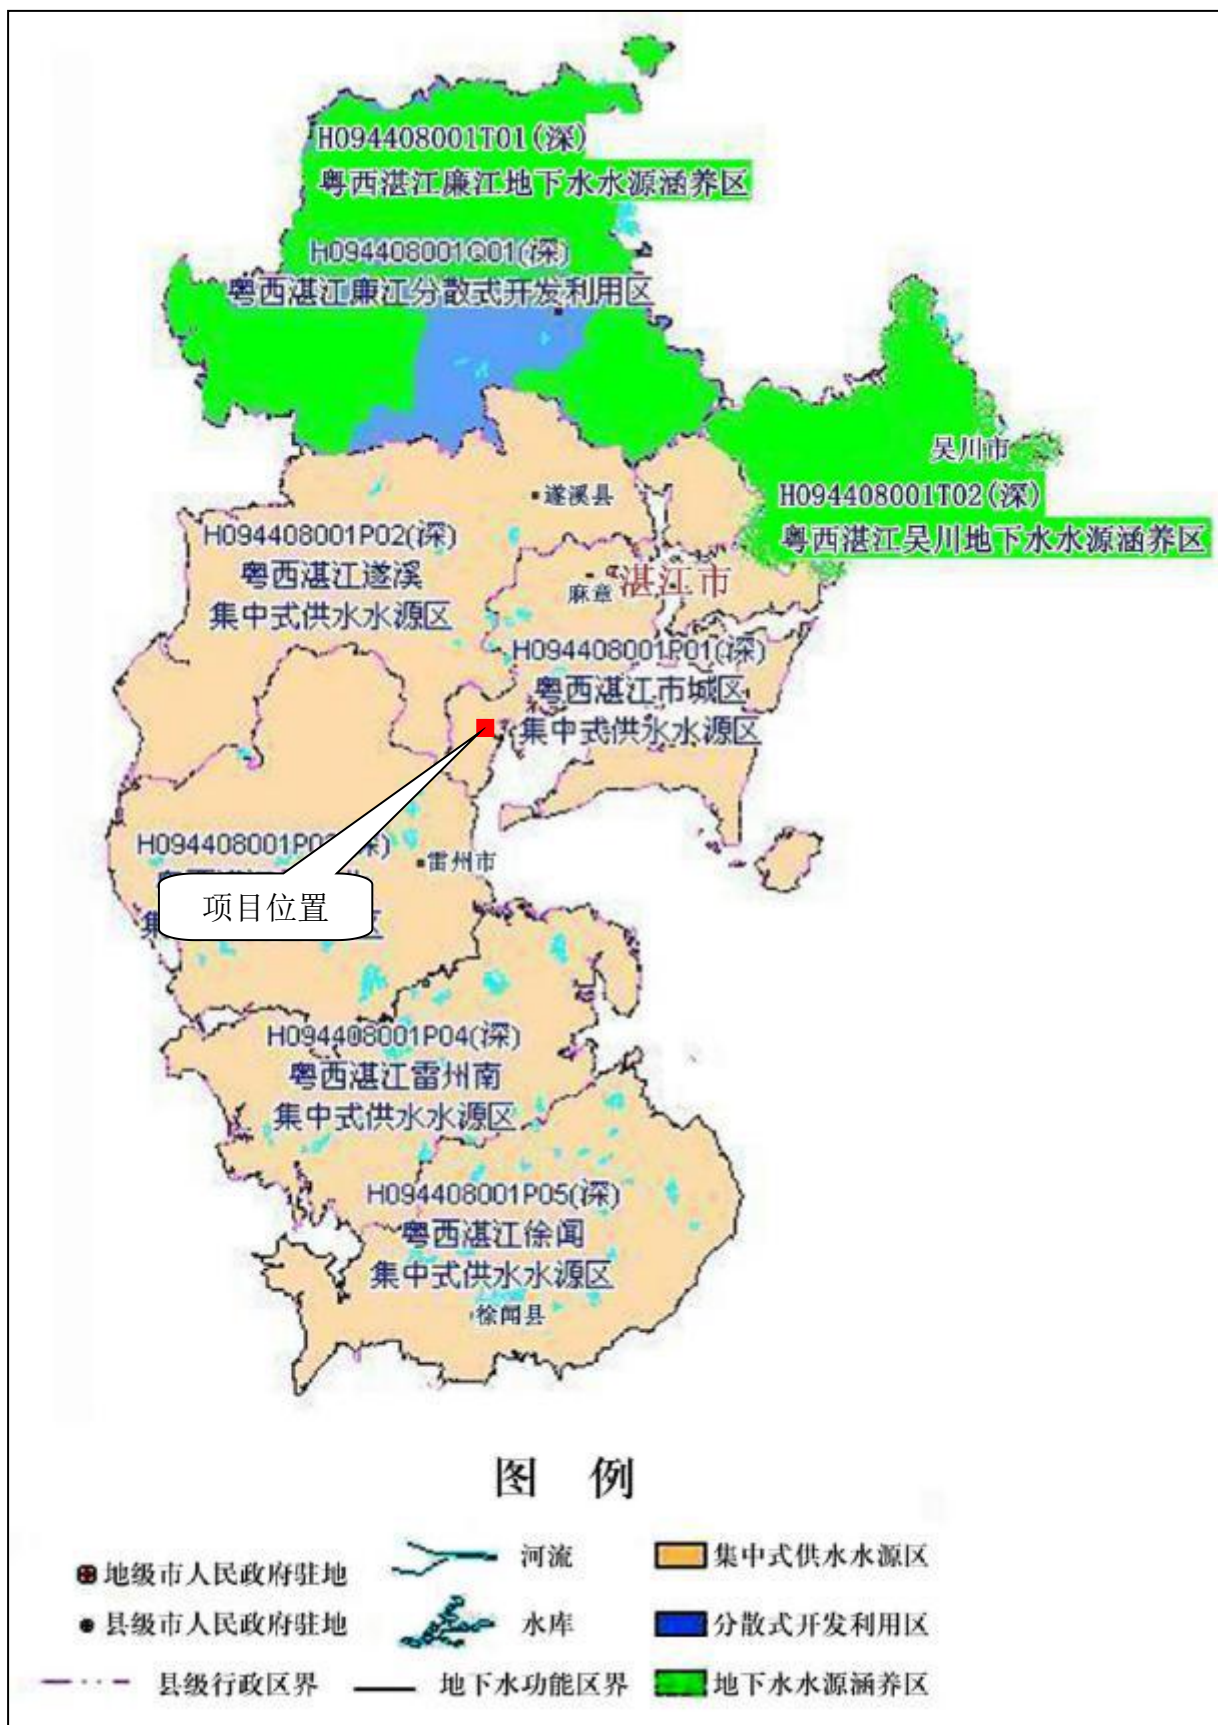 H094408001T01(深)
粤西湛江廉江地下水水源涵养区
H094408001Q01(深)
粤西湛江廉江分散式开发利用区
吴川市
H094408001T02(深)
粤西湛江吴川地下水水源涵养区
遂溪县
H094408001P02(深)
粤西湛江遂溪
集中式供水水源区
麻章
湛江市
H094408001P01(深)
粤西湛江市城区
集中式供水水源区
H094408001P03(深)
雷州市
项目位置
集
区
H094408001P04(深)
粤西湛江雷州南
集中式供水水源区
H094408001P05(深)
粤西湛江徐闻
集中式供水水源区
徐闻县
图 例
地级市人民政府驻地
河流
集中式供水水源区
县级市人民政府驻地
水库
分散式开发利用区
县级行政区界
地下水功能区界
地下水水源涵养区